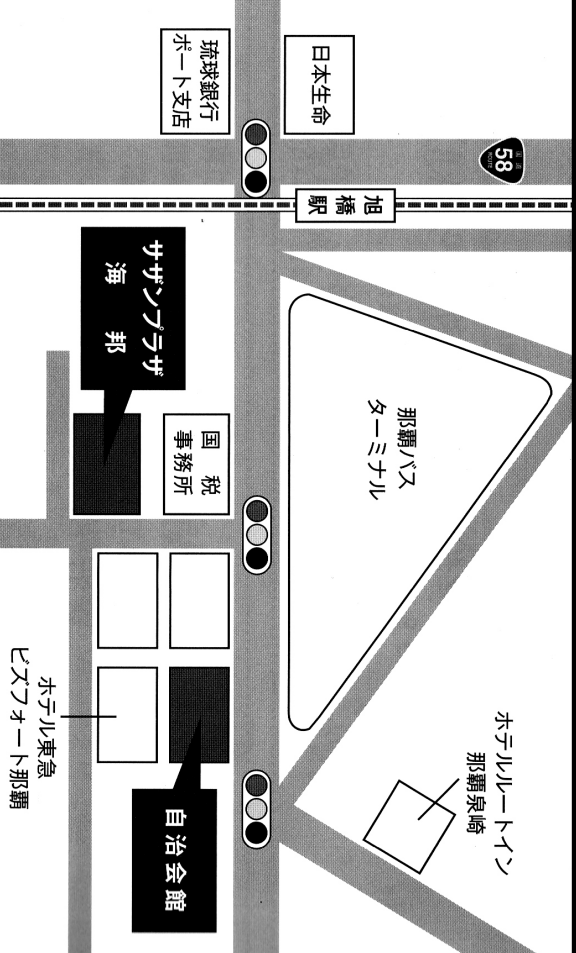 国道
58
ROUTE
ホテルルートイン
那覇泉崎
那覇バス
ターミナル
旭橋駅
日本生命
琉球銀行
ポート支店
国税
事務所
サザンプラザ
海邦
自治会館
ホテル東急
ビズフォート那覇